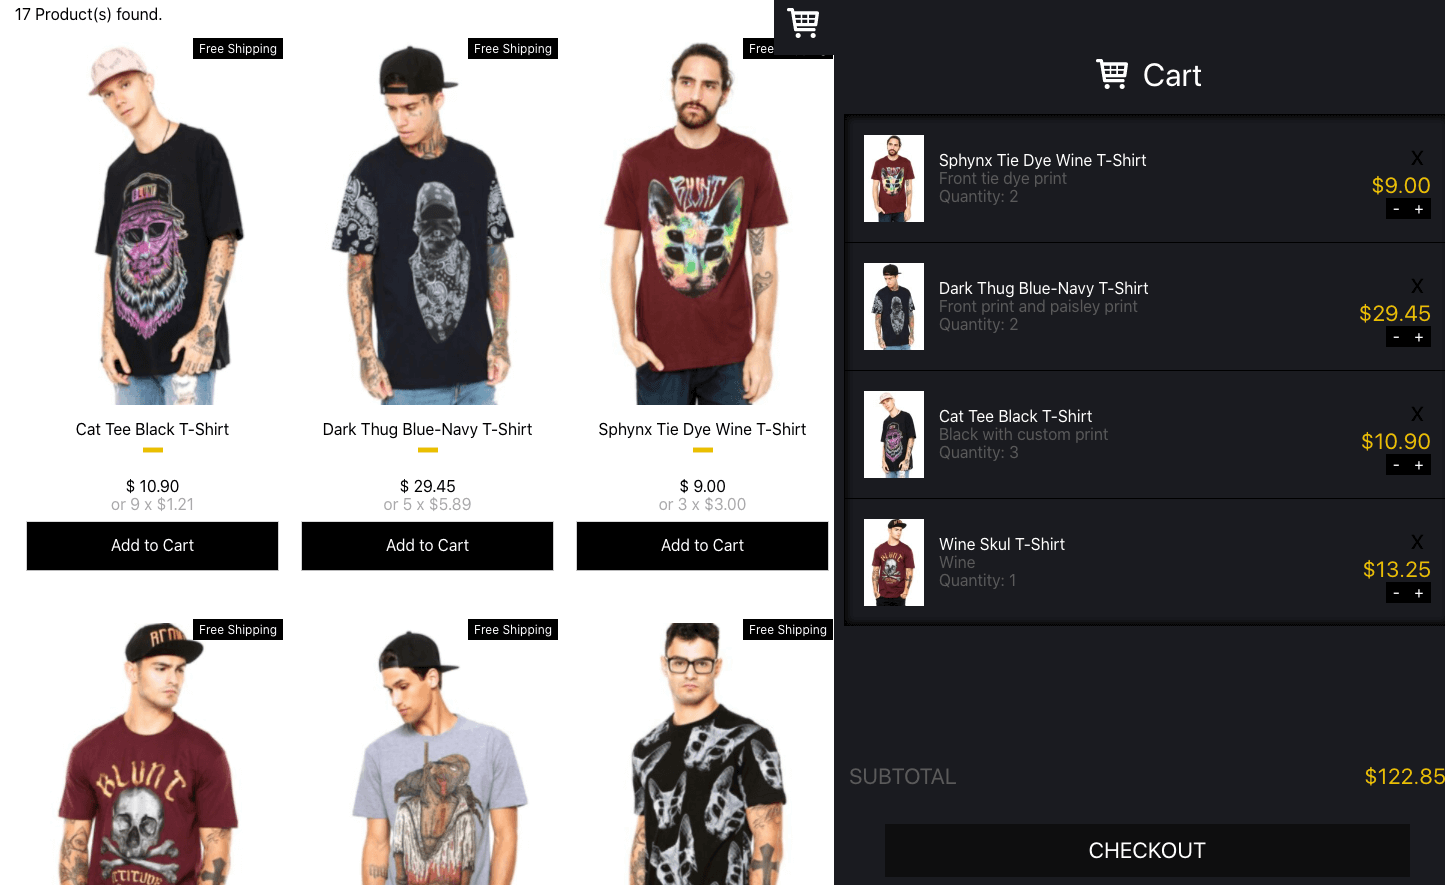 17 Product(s) found.
Free Shipping
Free Shipping
Free
BLUNT
BLUNT
Cat Tee Black T-Shirt
Dark Thug Blue-Navy T-Shirt
Sphynx Tie Dye Wine T-Shirt
$ 10.90
or 9 x $1.21
$ 29.45
or 5 x $5.89
$ 9.00
or 3 x $3.00
Add to Cart
Add to Cart
Add to Cart
Free Shipping
Free Shipping
Free Shipping
BLUNT
ATTITUDE
Cart
Sphynx Tie Dye Wine T-Shirt
Front tie dye print
Quantity: 2
X
$9.00
- +
Dark Thug Blue-Navy T-Shirt
Front print and paisley print
Quantity: 2
X
$29.45
- +
Cat Tee Black T-Shirt
Black with custom print
Quantity: 3
X
$10.90
- +
BLUNT
Wine Skul T-Shirt
Wine
Quantity: 1
X
$13.25
- +
SUBTOTAL
$122.85
CHECKOUT